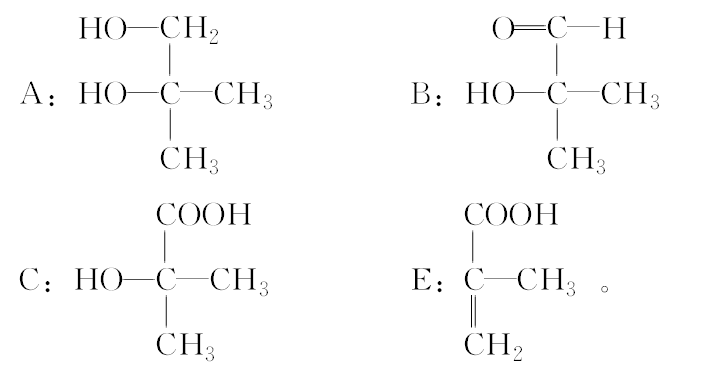 HO—CH₂ O═C—H
A：HO—C—CH₃ B：HO—C—CH₃
CH₃ CH₃
COOH COOH
C：HO—C—CH₃ E：C—CH₃ 。
CH₃ CH₂